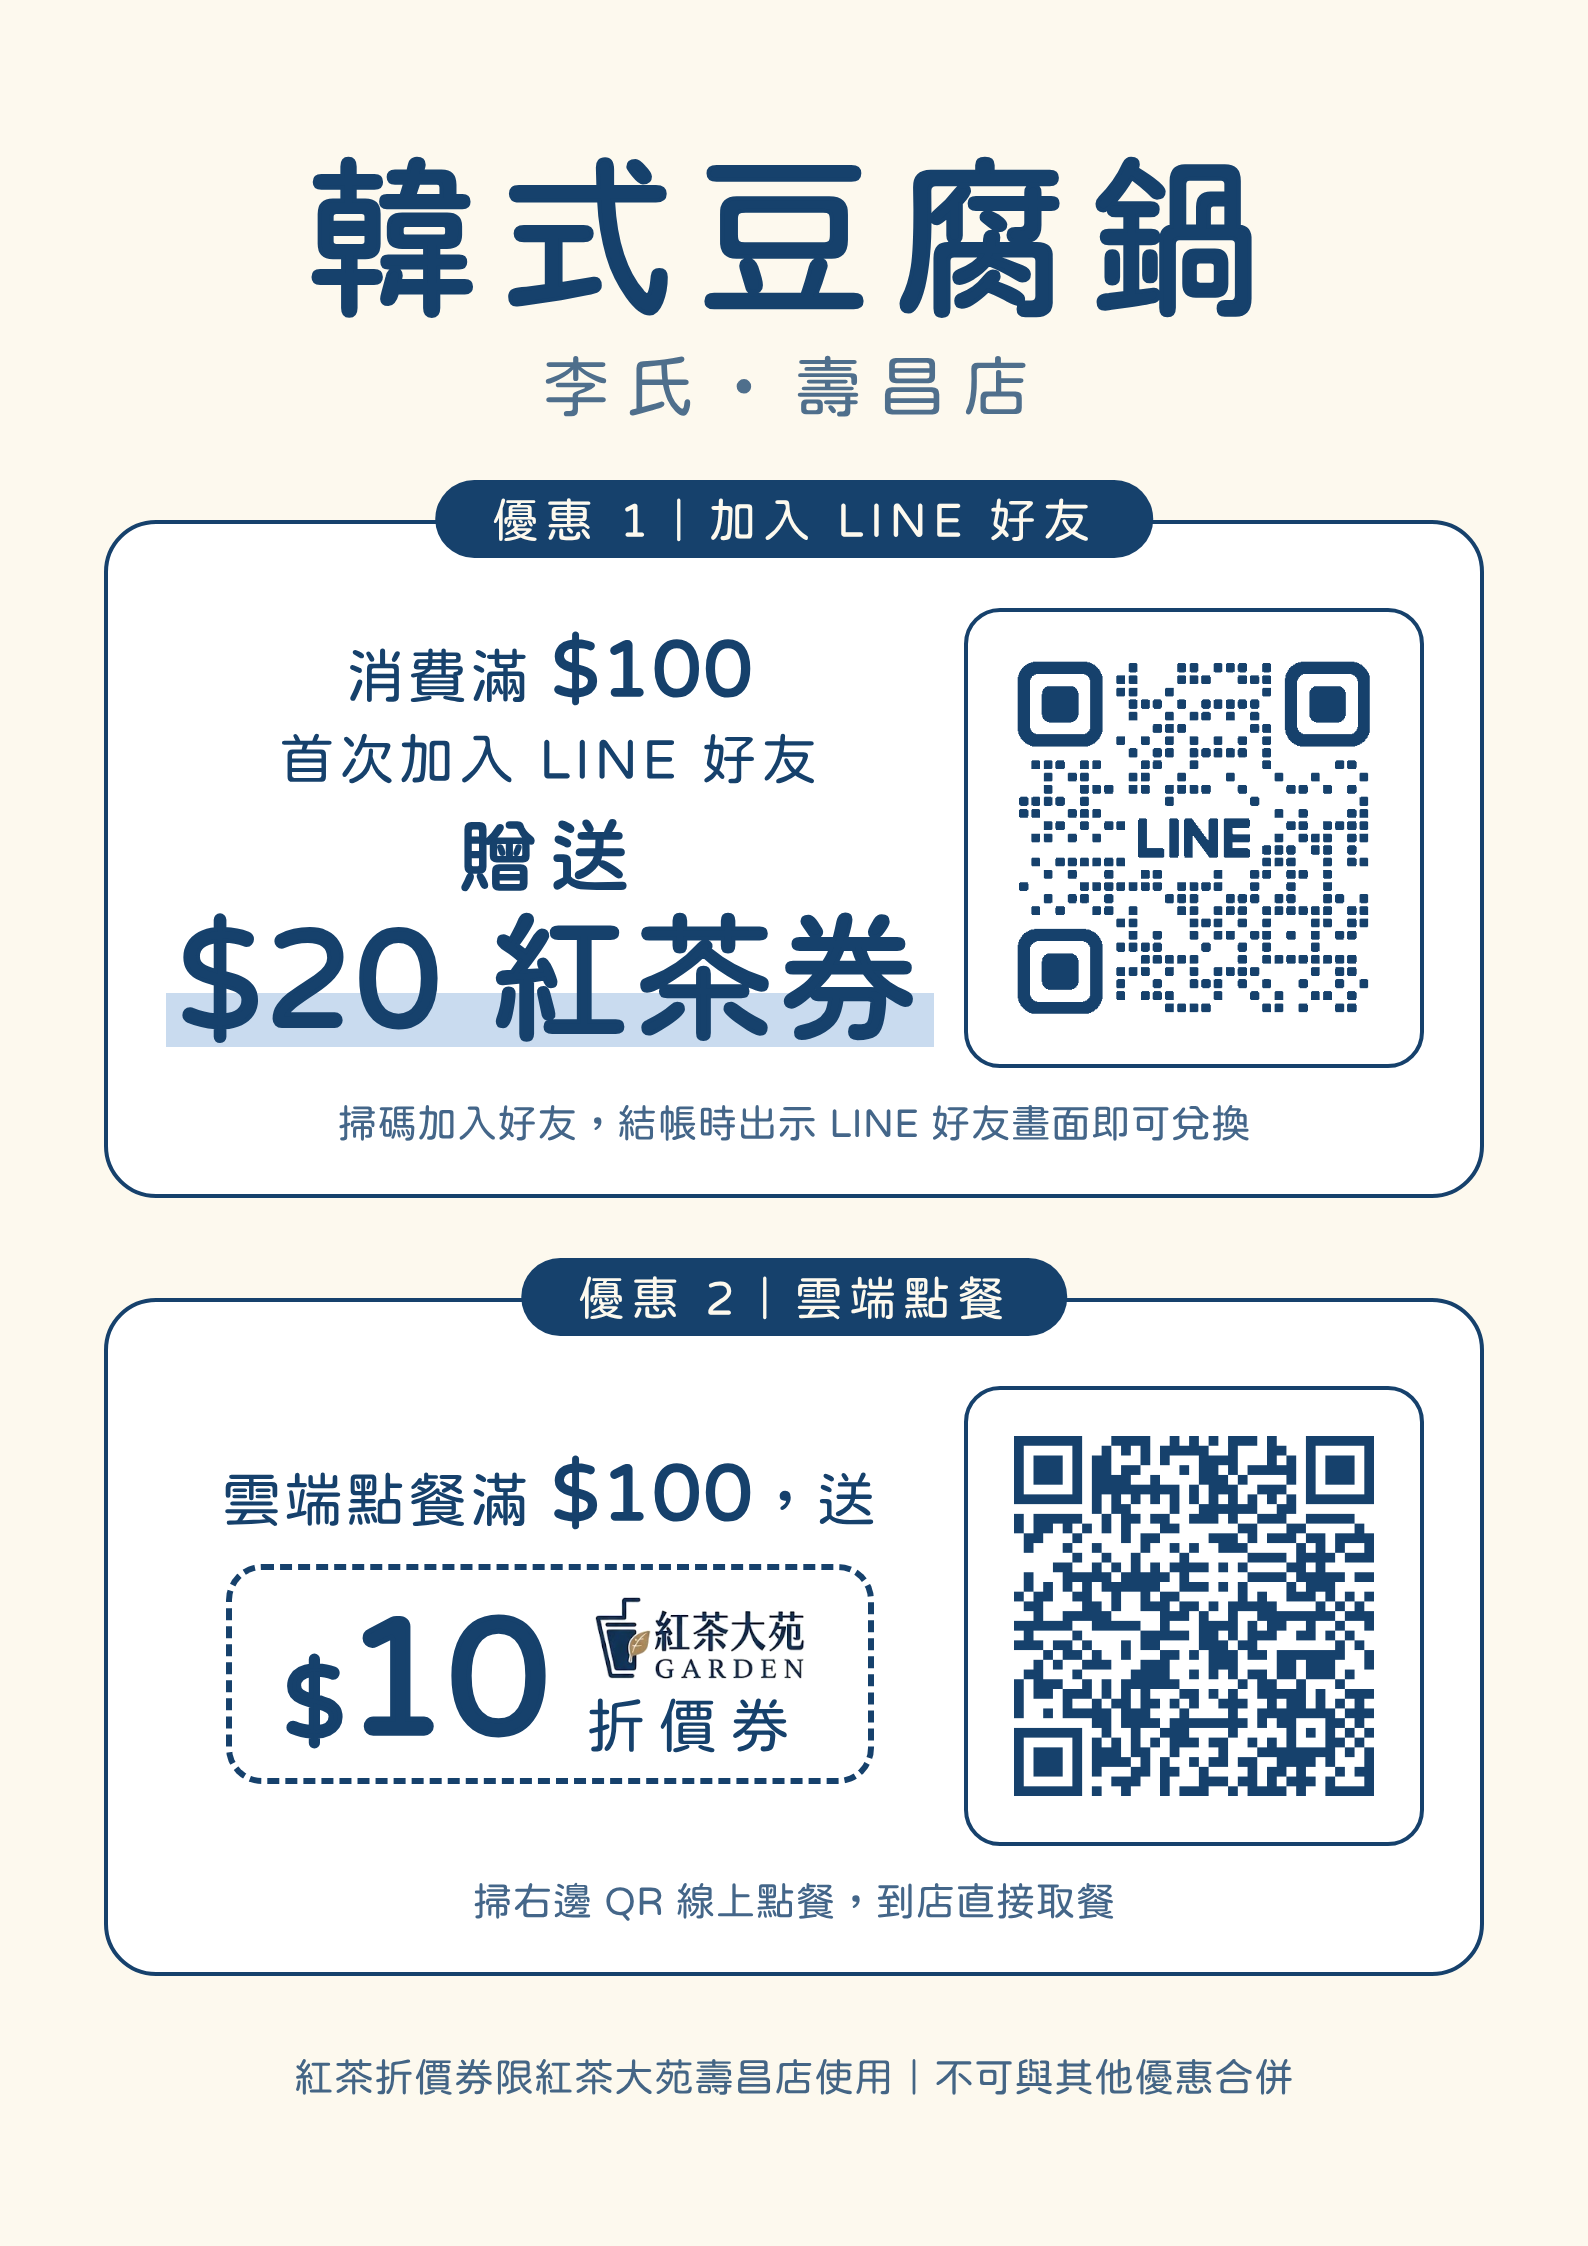 韓式豆腐鍋
李氏・壽昌店
優惠 1｜加入 LINE 好友
消費滿 $100
首次加入 LINE 好友
贈送
$20 紅茶券
LINE
掃碼加入好友，結帳時出示 LINE 好友畫面即可兌換
優惠 2｜雲端點餐
雲端點餐滿 $100，送
$10
紅茶大苑
GARDEN
折價券
掃右邊 QR 線上點餐，到店直接取餐
紅茶折價券限紅茶大苑壽昌店使用｜不可與其他優惠合併